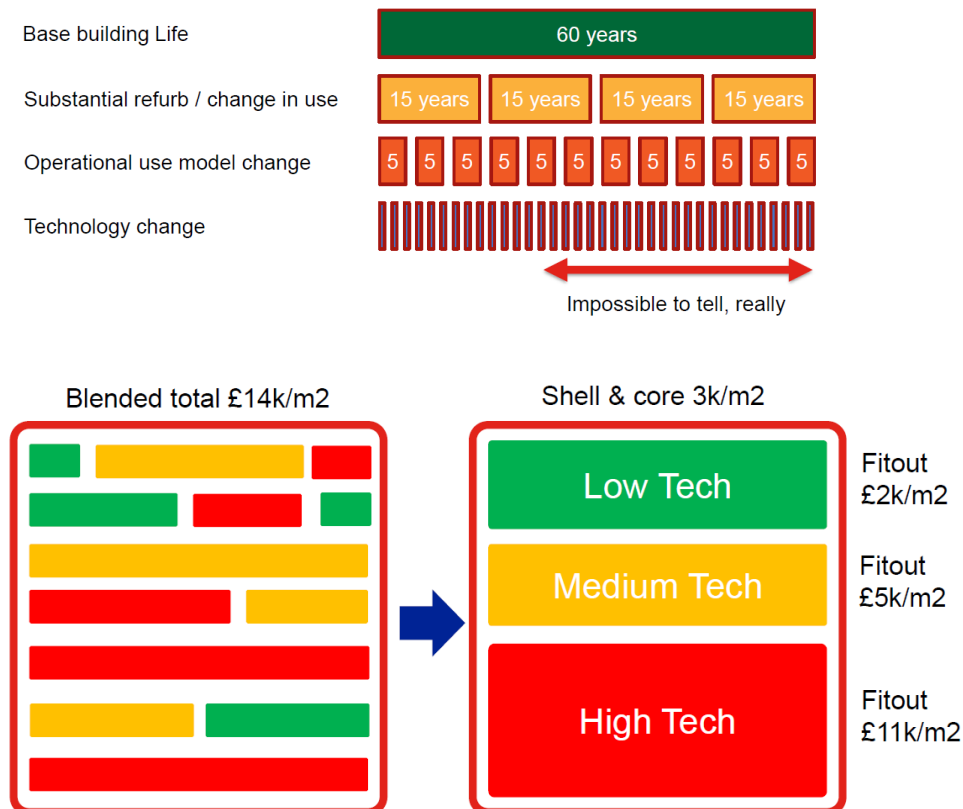 Base building Life
60 years
Substantial refurb / change in use
15 years 15 years 15 years 15 years
Operational use model change
5 5 5 5 5 5 5 5 5 5 5 5
Technology change
Impossible to tell, really
Blended total £14k/m2
Shell & core 3k/m2
Low Tech
Fitout
£2k/m2
Medium Tech
Fitout
£5k/m2
High Tech
Fitout
£11k/m2